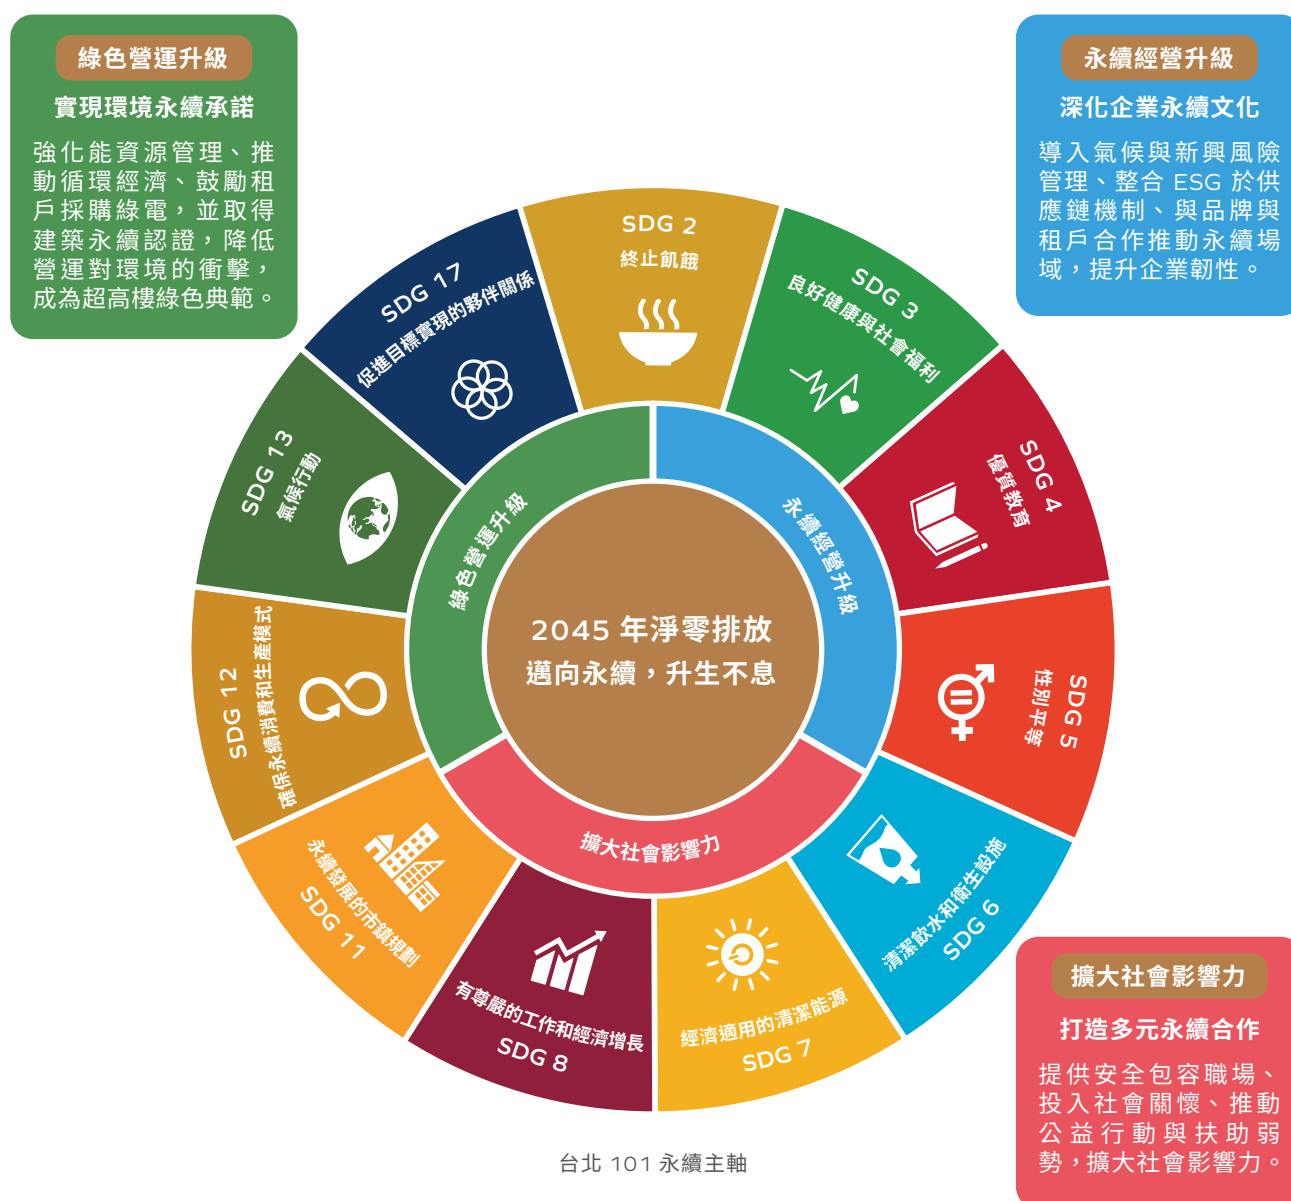 綠色營運升級
實現環境永續承諾
強化能資源管理、推
動循環經濟、鼓勵租
戶採購綠電，並取得
建築永續認證，降低
營運對環境的衝擊，
成為超高樓綠色典範。
永續經營升級
深化企業永續文化
導入氣候與新興風險
管理、整合 ESG 於供
應鏈機制、與品牌與
租戶合作推動永續場
域，提升企業韌性。
SDG 2
終止飢餓
SDG 3
良好健康與社會福利
SDG 4
優質教育
SDG 5
性別平等
SDG 6
清潔飲水和衛生設施
SDG 7
經濟適用的清潔能源
SDG 8
有尊嚴的工作和經濟增長
SDG 11
永續發展的市鎮規劃
SDG 12
確保永續消費和生產模式
SDG 13
氣候行動
SDG 17
促進目標實現的夥伴關係
綠色營運升級
永續經營升級
擴大社會影響力
2045 年淨零排放
邁向永續，升生不息
擴大社會影響力
打造多元永續合作
提供安全包容職場、
投入社會關懷、推動
公益行動與扶助弱
勢，擴大社會影響力。
台北 101 永續主軸